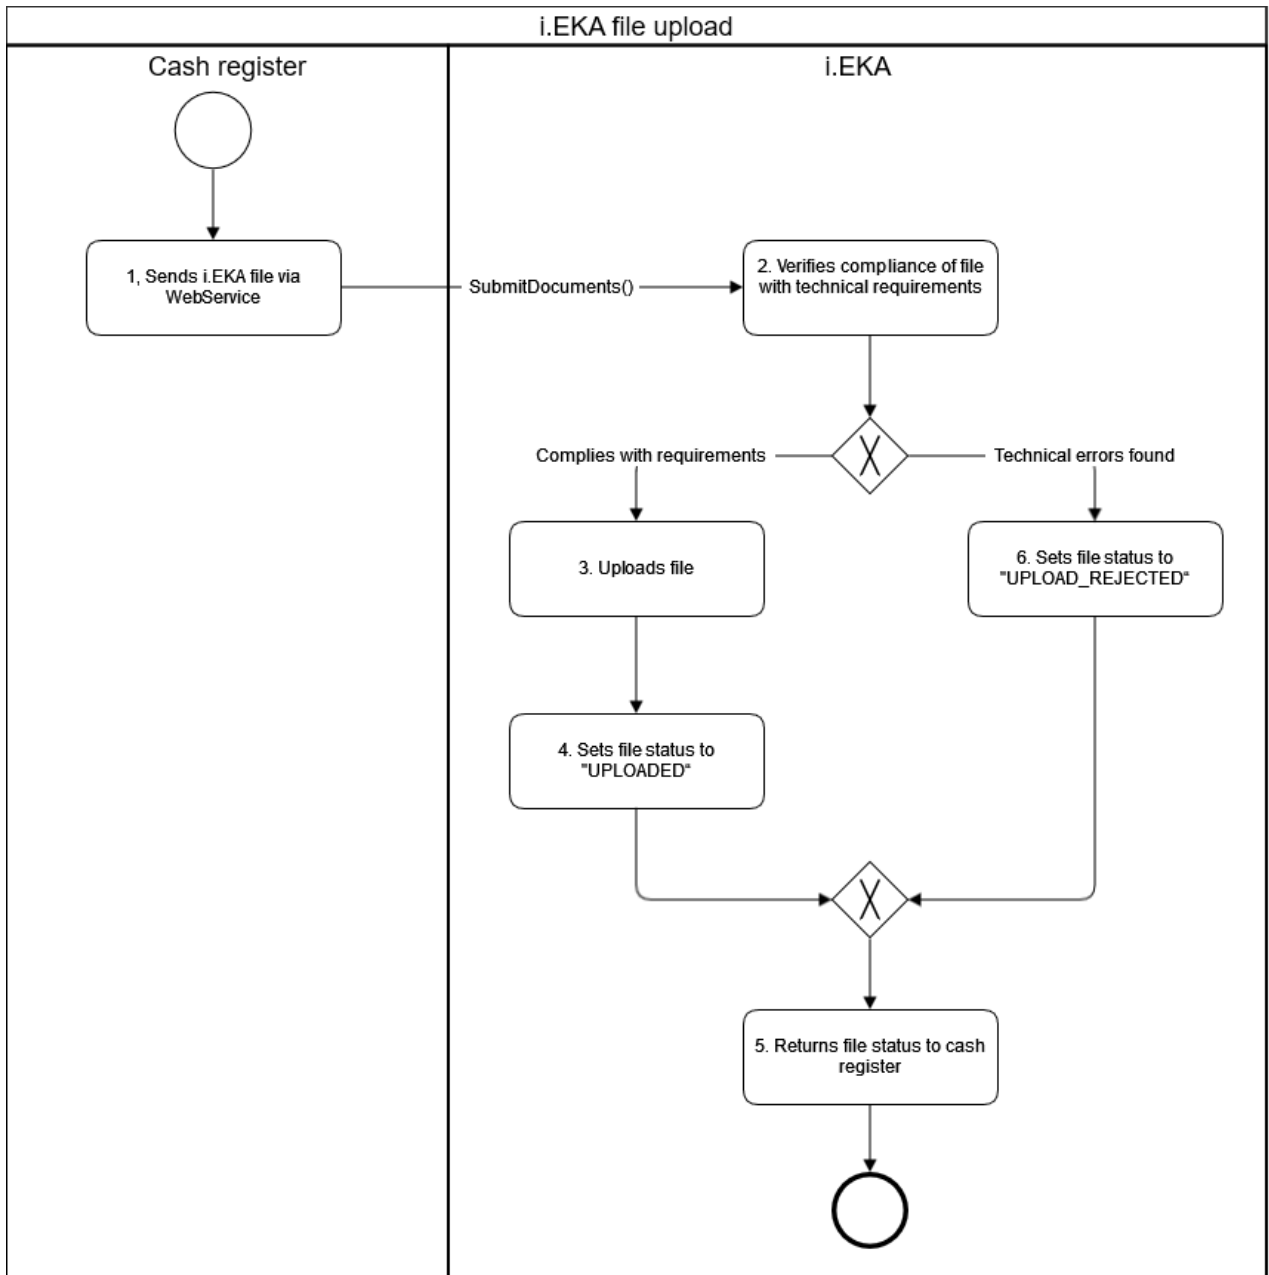 i.EKA file upload
Cash register
i.EKA
1, Sends i.EKA file via
WebService
SubmitDocuments()
2. Verifies compliance of file
with technical requirements
Complies with requirements
Technical errors found
3. Uploads file
6. Sets file status to
"UPLOAD_REJECTED“
4. Sets file status to
"UPLOADED“
5. Returns file status to cash
register